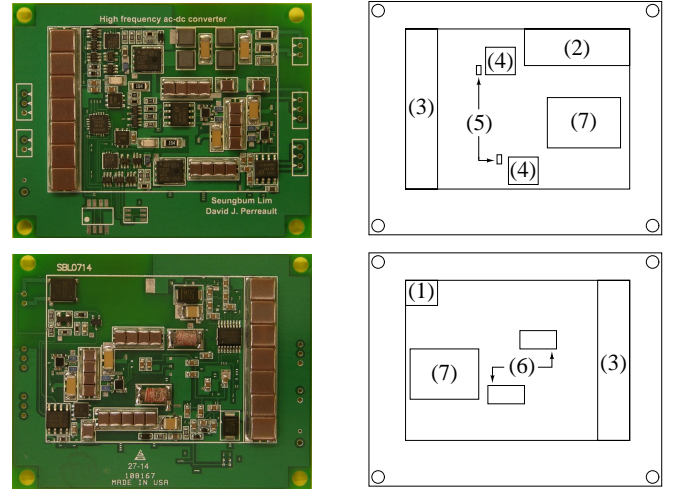 High frequency ac-dc converter
Seungbum Lim
David J. Perreault
(2)
(4)
(3)
(5)
(7)
(4)
SBL0714
27-14
108167
MADE IN USA
(1)
(7)
(6)
(3)